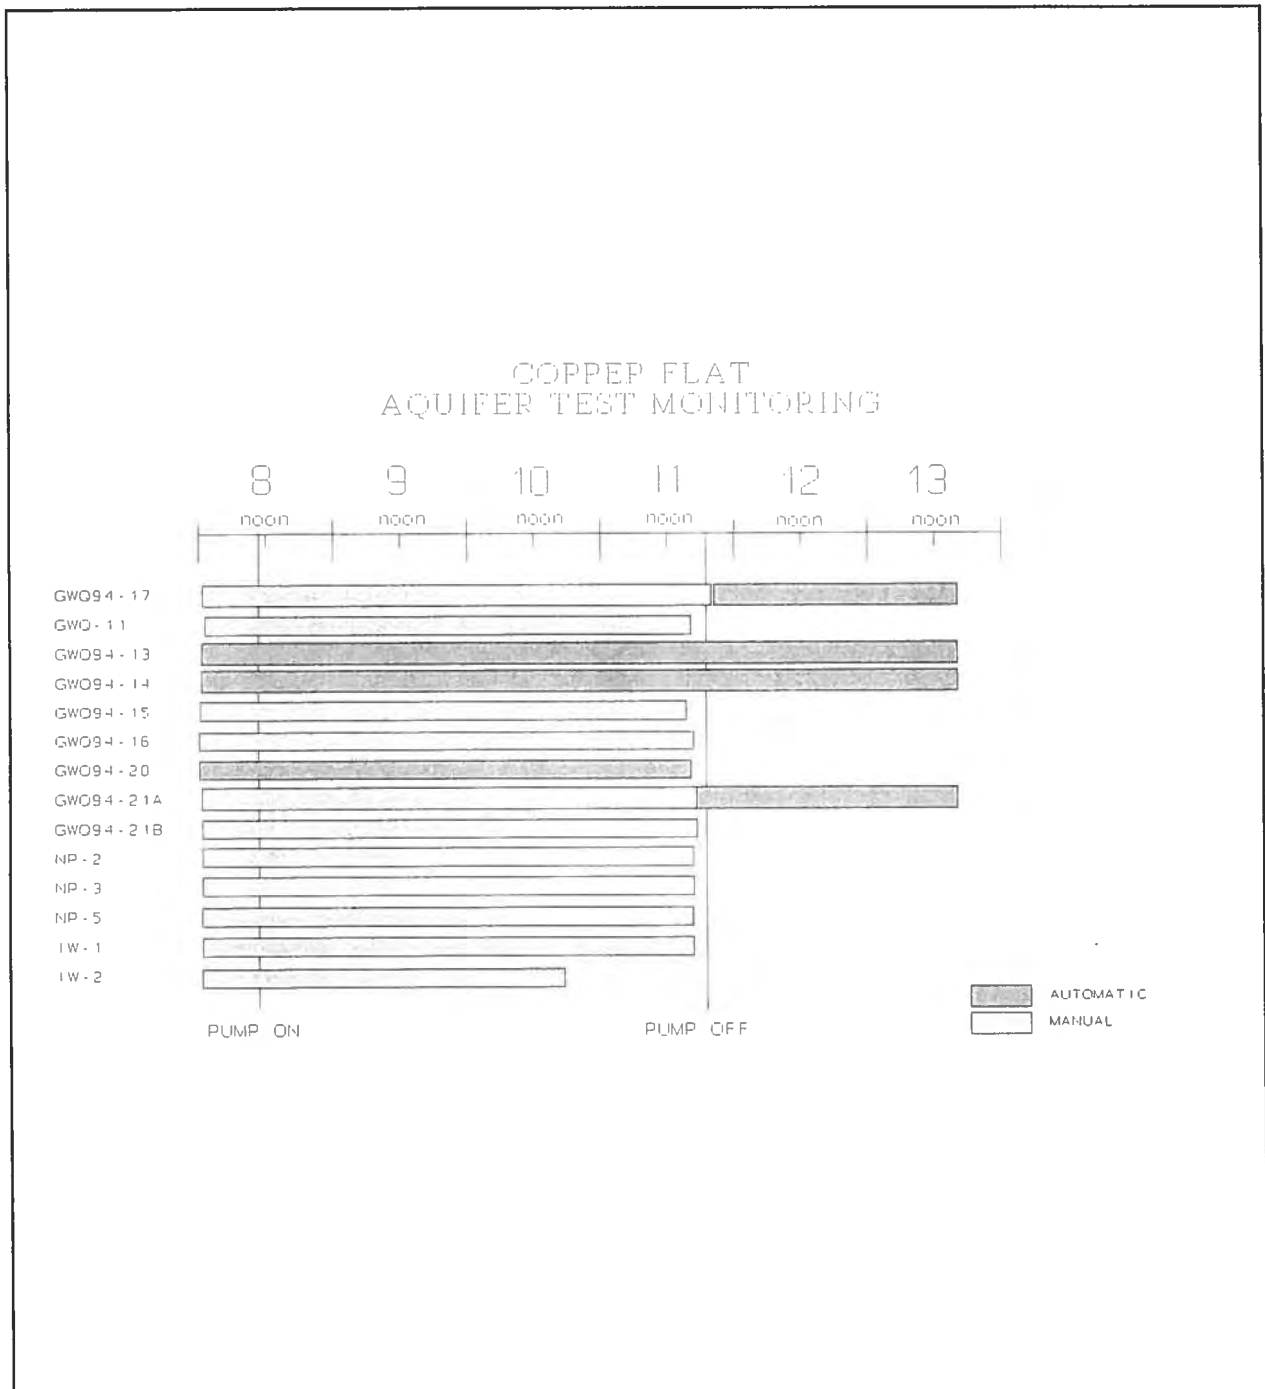 COPPER FLAT
AQUIFER TEST MONITORING
8 9 10 11 12 13
noon noon noon noon noon noon
GWQ94-17
GWQ-11
GWQ94-13
GWQ94-14
GWQ94-15
GWQ94-16
GWQ94-20
GWQ94-21A
GWQ94-21B
NP-2
NP-3
NP-5
IW-1
IW-2
PUMP ON PUMP OFF
AUTOMATIC
MANUAL